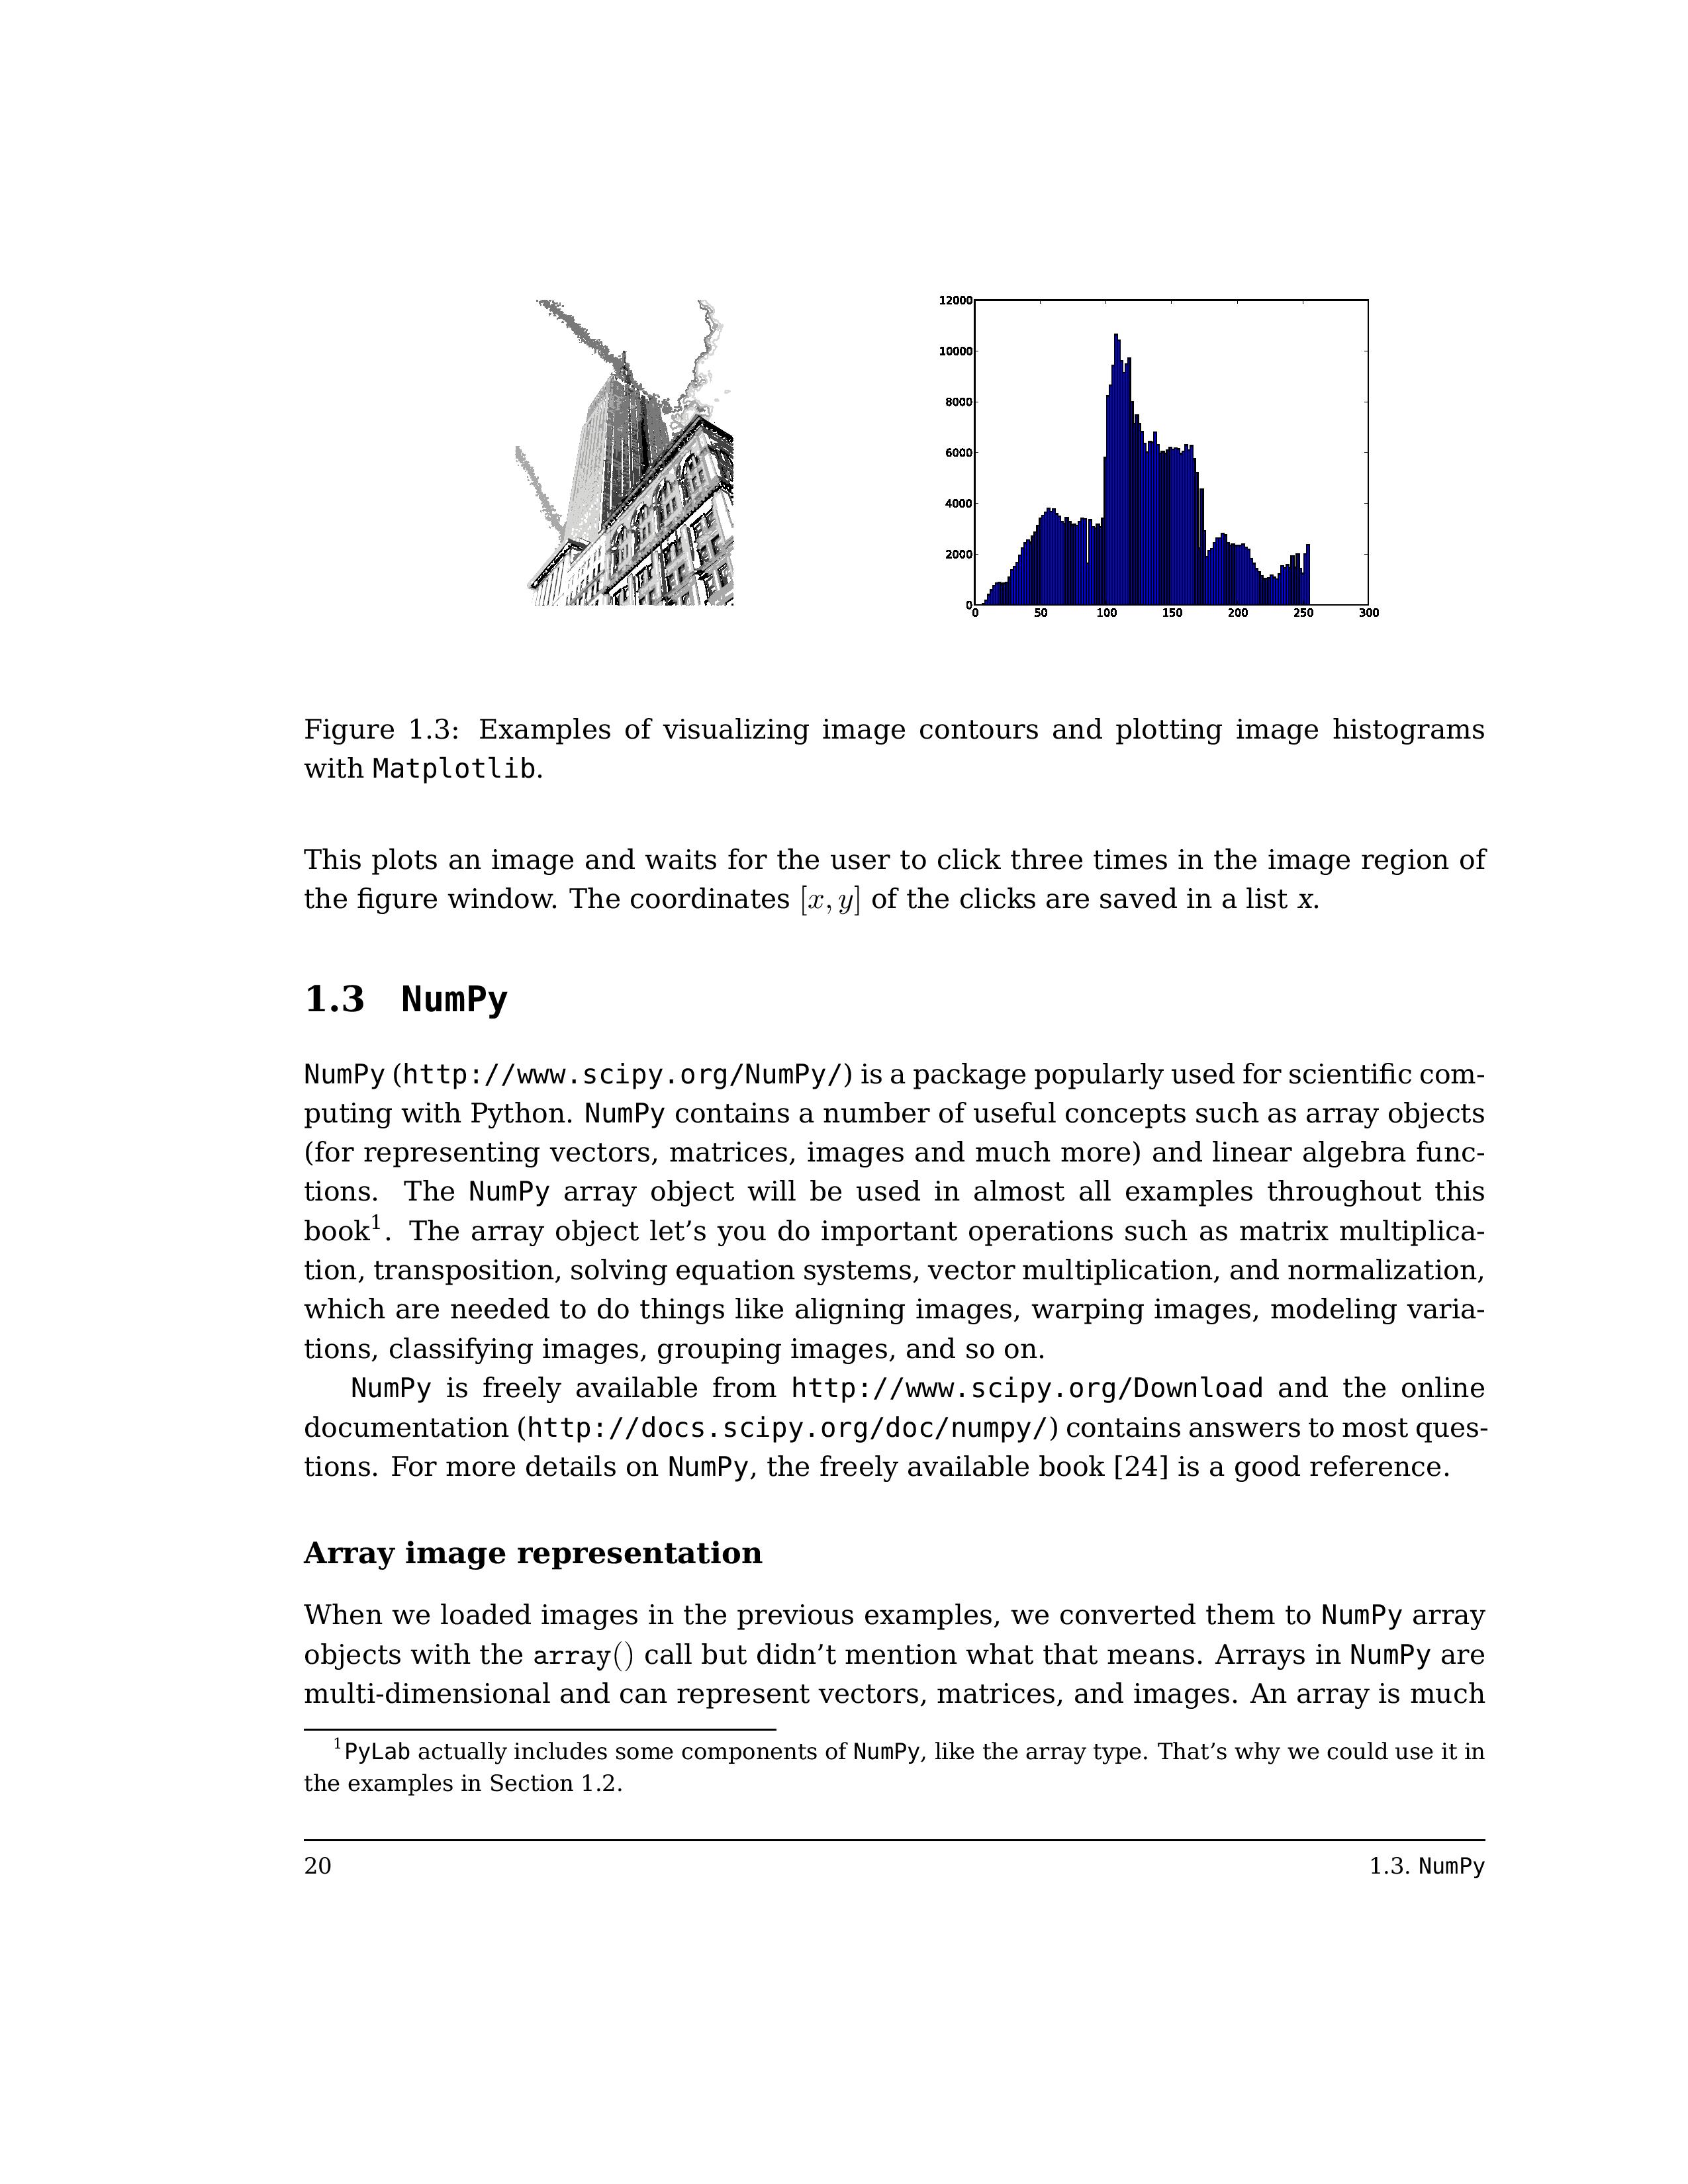 12000
10000
8000
6000
4000
2000
0
0 50 100 150 200 250 300
Figure 1.3: Examples of visualizing image contours and plotting image histograms
with Matplotlib.
This plots an image and waits for the user to click three times in the image region of
the figure window. The coordinates [x, y] of the clicks are saved in a list x.
1.3 NumPy
NumPy (http://www.scipy.org/NumPy/) is a package popularly used for scientific com-
puting with Python. NumPy contains a number of useful concepts such as array objects
(for representing vectors, matrices, images and much more) and linear algebra func-
tions. The NumPy array object will be used in almost all examples throughout this
book1. The array object let's you do important operations such as matrix multiplica-
tion, transposition, solving equation systems, vector multiplication, and normalization,
which are needed to do things like aligning images, warping images, modeling varia-
tions, classifying images, grouping images, and so on.
NumPy is freely available from http://www.scipy.org/Download and the online
documentation (http://docs.scipy.org/doc/numpy/) contains answers to most ques-
tions. For more details on NumPy, the freely available book [24] is a good reference.
Array image representation
When we loaded images in the previous examples, we converted them to NumPy array
objects with the array() call but didn't mention what that means. Arrays in NumPy are
multi-dimensional and can represent vectors, matrices, and images. An array is much
1PyLab actually includes some components of NumPy, like the array type. That's why we could use it in
the examples in Section 1.2.
20 1.3. NumPy